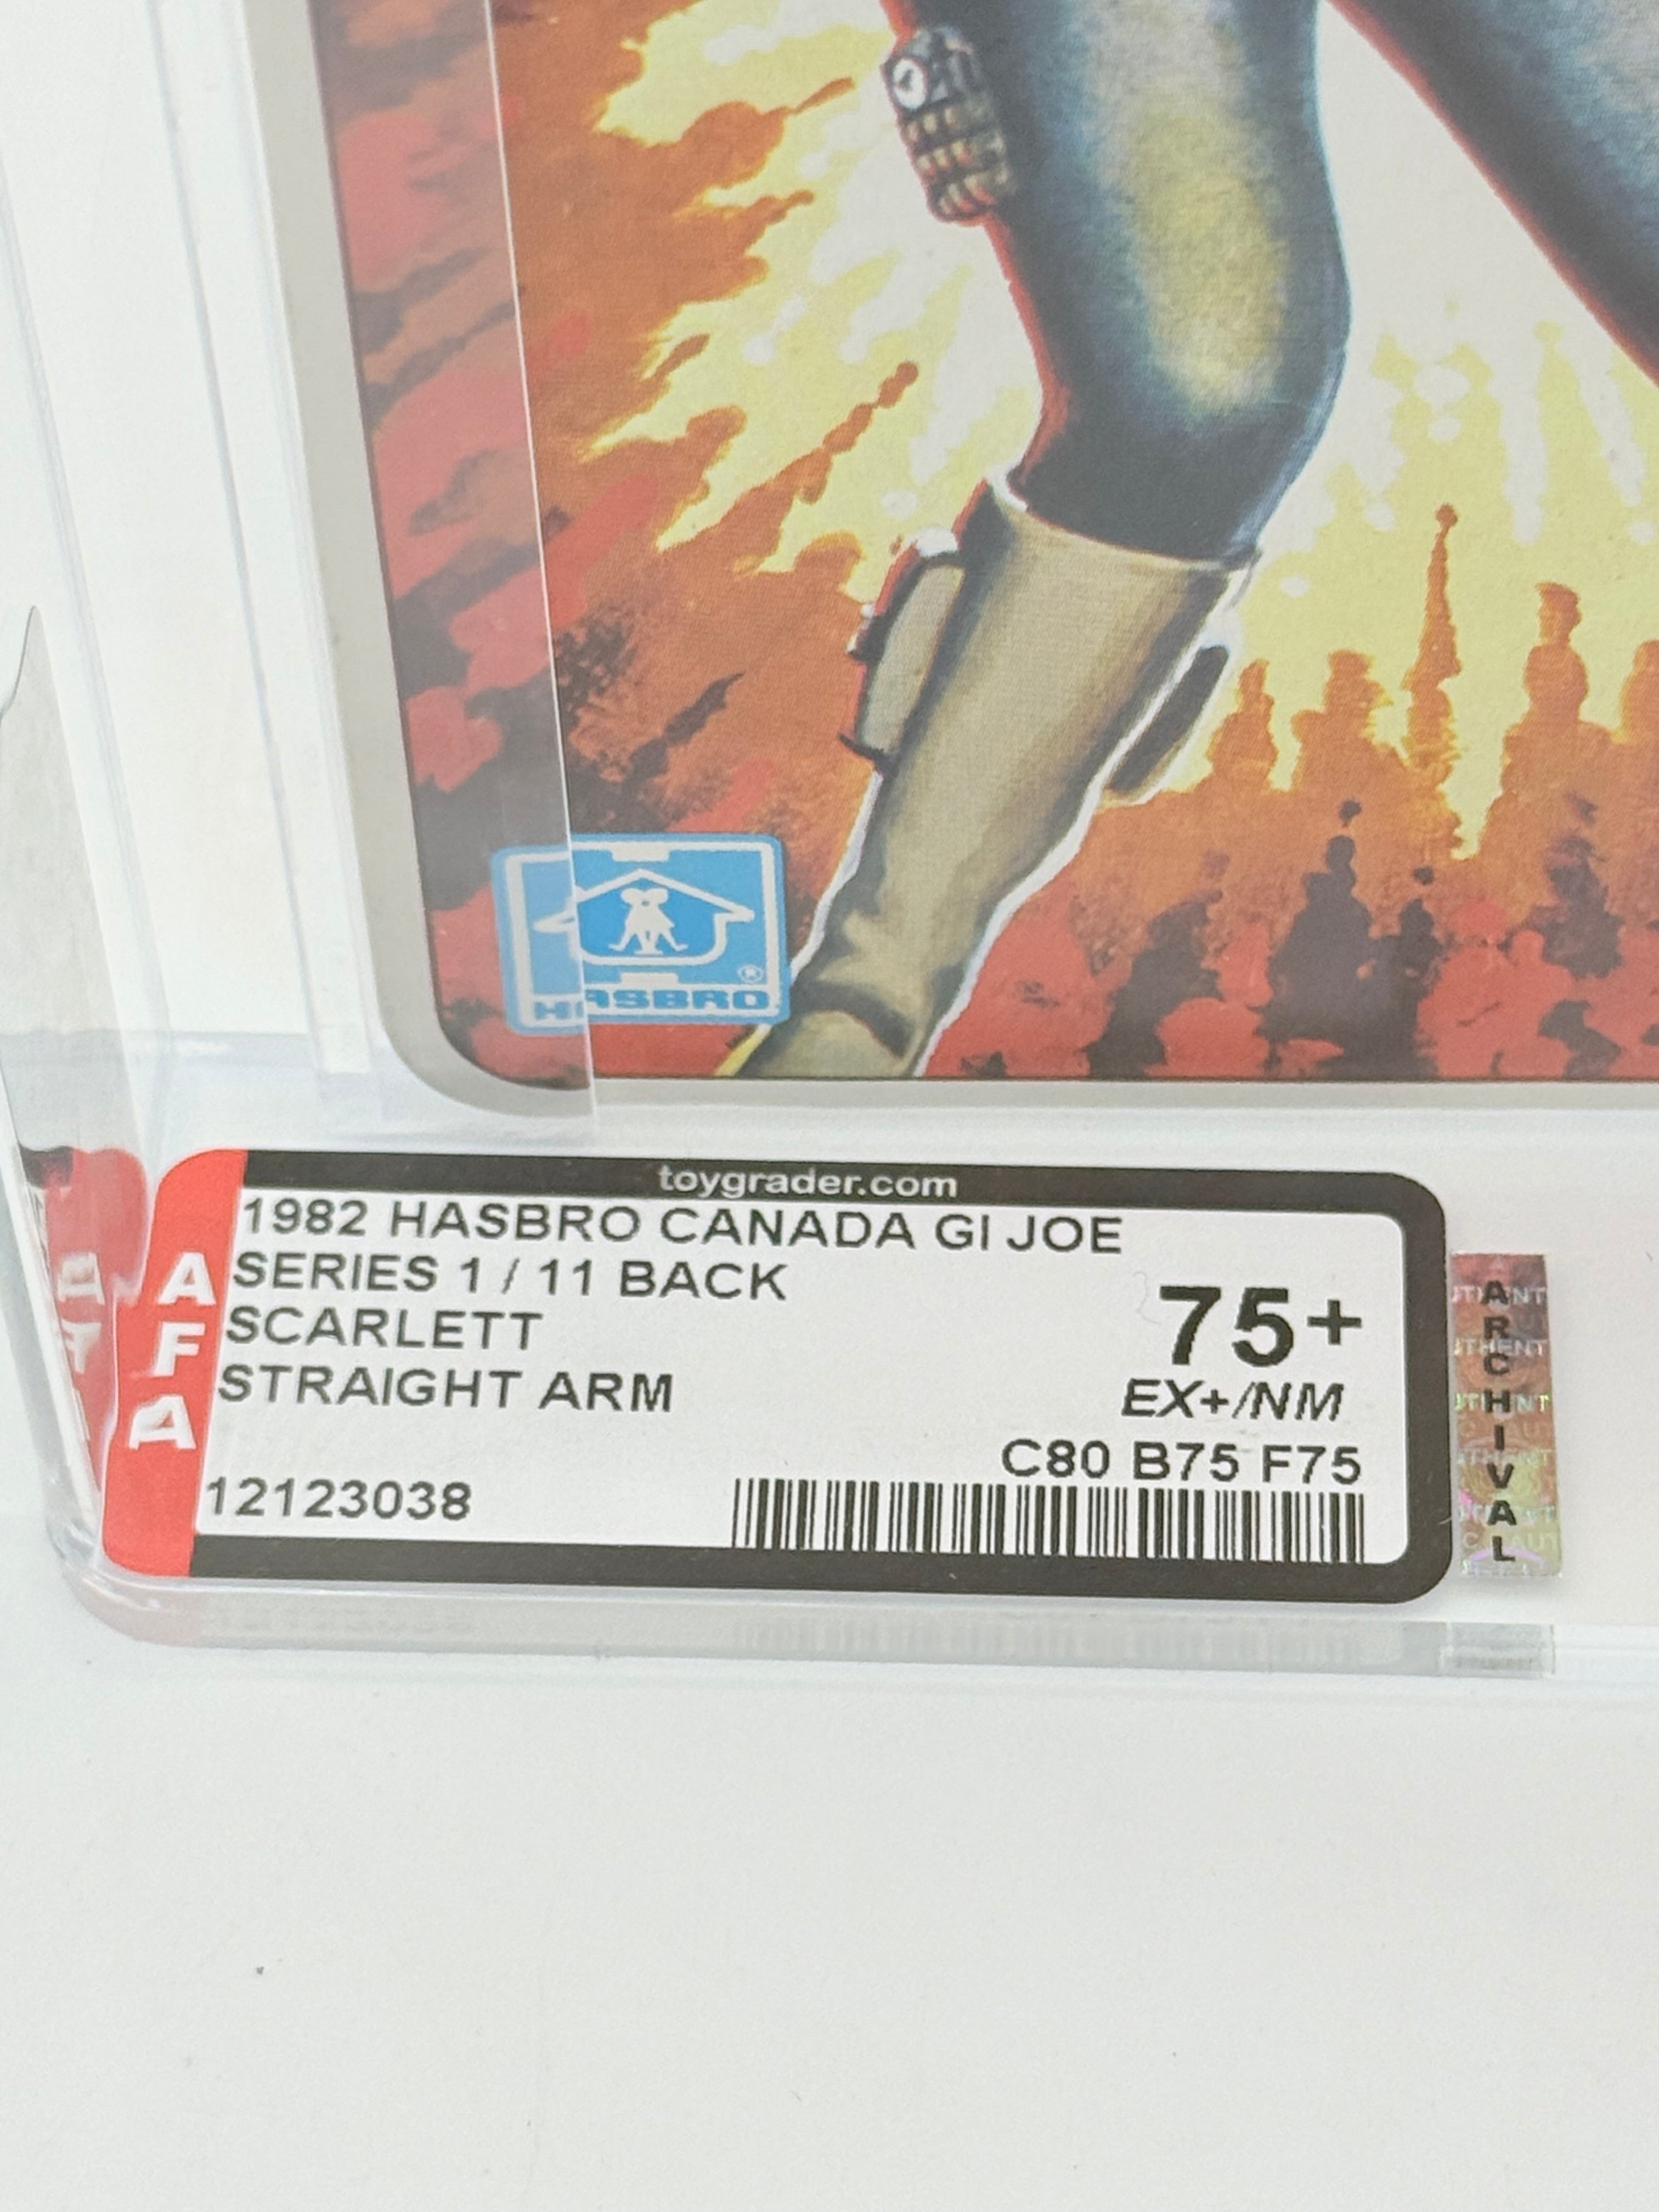 HASBRO
®
toygrader.com
AFA
1982 HASBRO CANADA GI JOE
SERIES 1 / 11 BACK
SCARLETT
STRAIGHT ARM
75+
EX+/NM
C80 B75 F75
12123038
ARCHIVAL